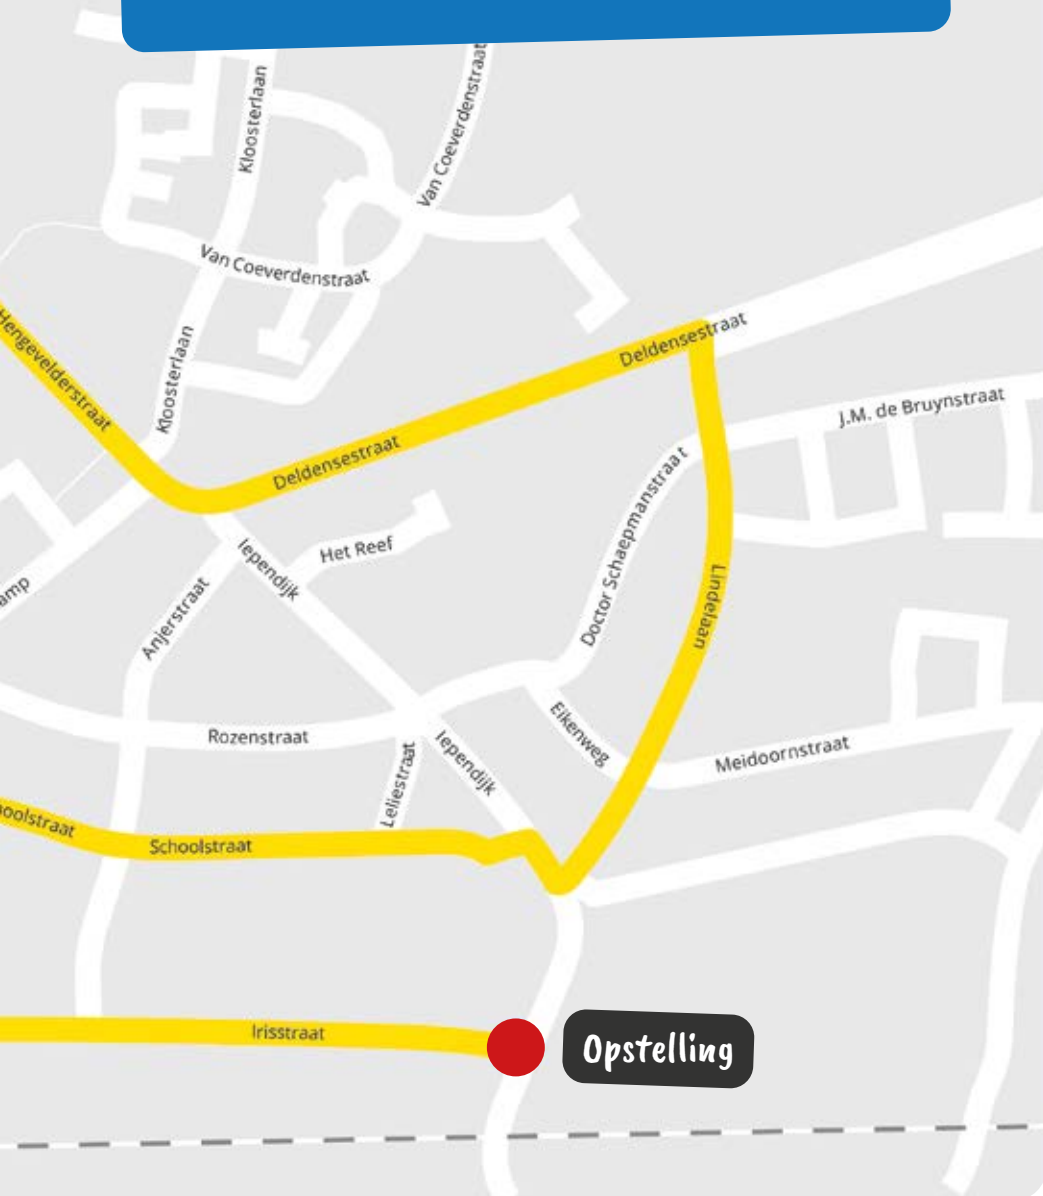 Kloosterlaan
Van Coeverdenstraat
Van Coeverdenstraat
Hengevelderstraat
Kloosterlaan
Deldensestraat
Deldensestraat
J.M. de Bruynstraat
Iependijk
Het Reef
Doctor Schaepmanstraat
Anjerstraat
amp
Lindelaan
Rozenstraat
Iependijk
Eikenweg
Meidoornstraat
Leliestraat
oolstraat
Schoolstraat
Irisstraat
Opstelling